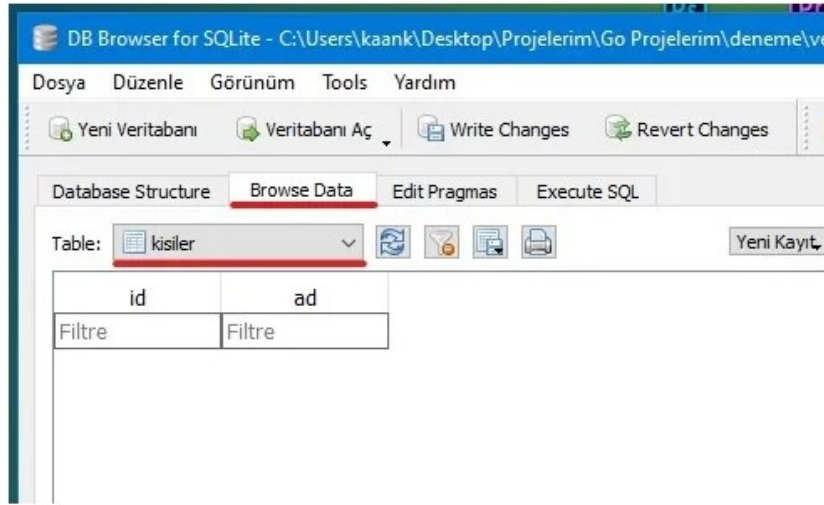 DB Browser for SQLite - C:\Users\kaank\Desktop\Projelerim\Go Projelerim\deneme\ve
Dosya Düzenle Görünüm Tools Yardım
Yeni Veritabanı Veritabanı Aç Write Changes Revert Changes
Database Structure Browse Data Edit Pragmas Execute SQL
Table: kisiler Yeni Kayıt
id ad
Filtre Filtre